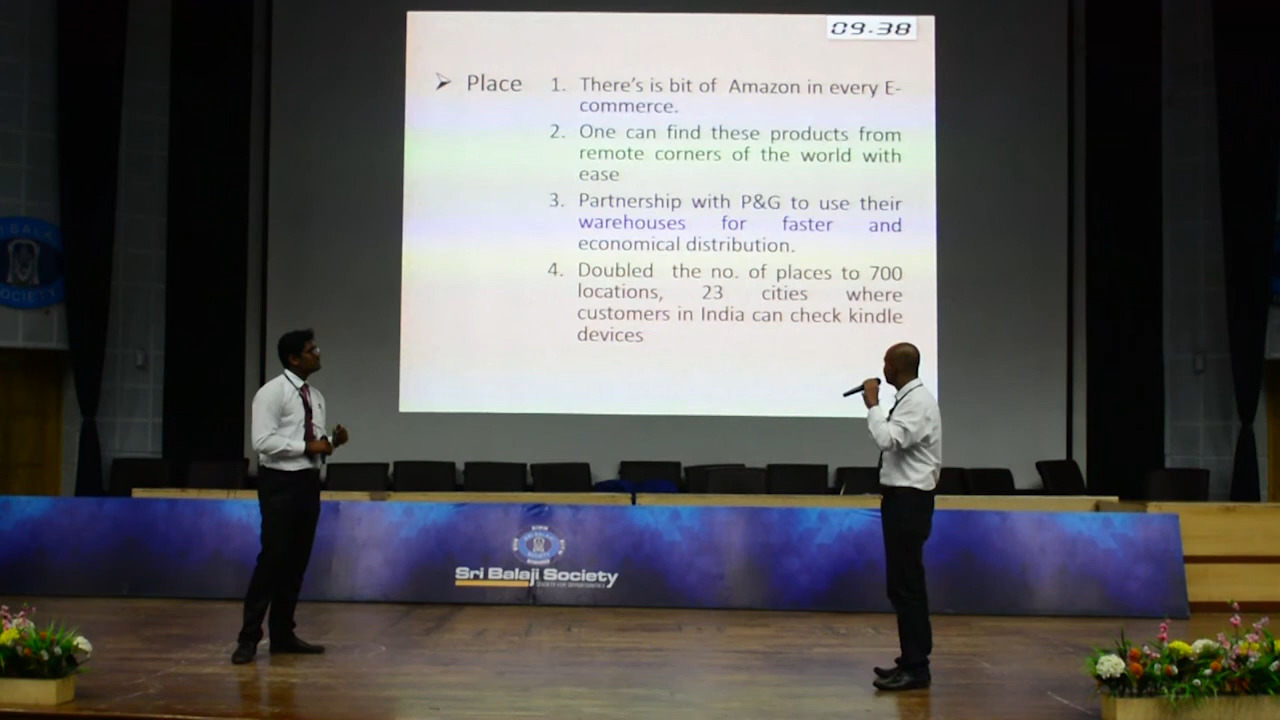 09.38
➢ Place
1. There's is bit of Amazon in every E-
commerce.
2. One can find these products from
remote corners of the world with
ease
3. Partnership with P&G to use their
warehouses for faster and
economical distribution.
4. Doubled the no. of places to 700
locations, 23 cities where
customers in India can check kindle
devices
BALA
SOCIETY
Sri Balaji Society